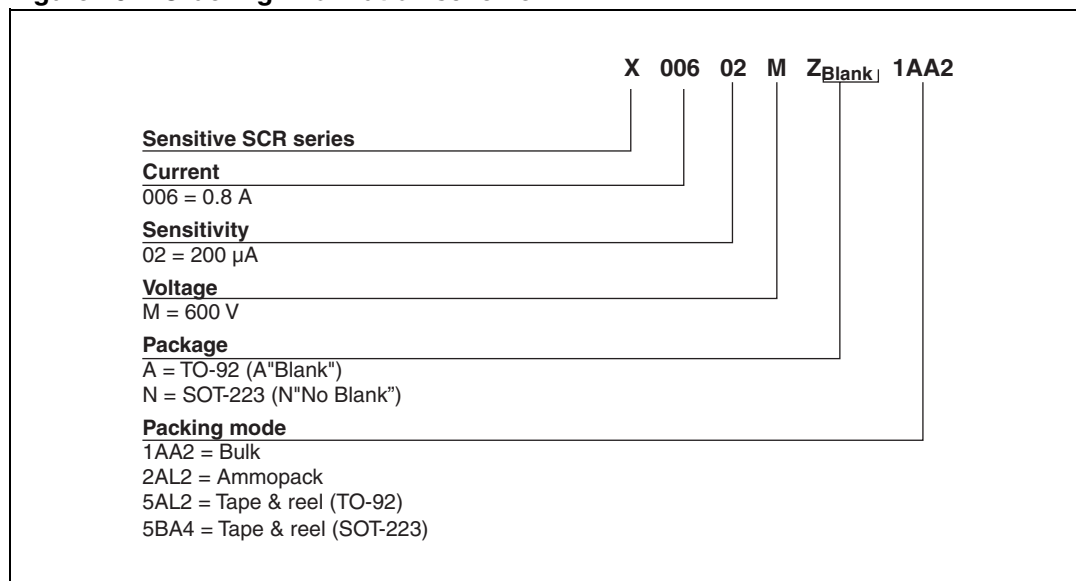 X 006 02 M ZBlank 1AA2
Sensitive SCR series
Current
006 = 0.8 A
Sensitivity
02 = 200 µA
Voltage
M = 600 V
Package
A = TO-92 (A"Blank")
N = SOT-223 (N"No Blank”)
Packing mode
1AA2 = Bulk
2AL2 = Ammopack
5AL2 = Tape & reel (TO-92)
5BA4 = Tape & reel (SOT-223)